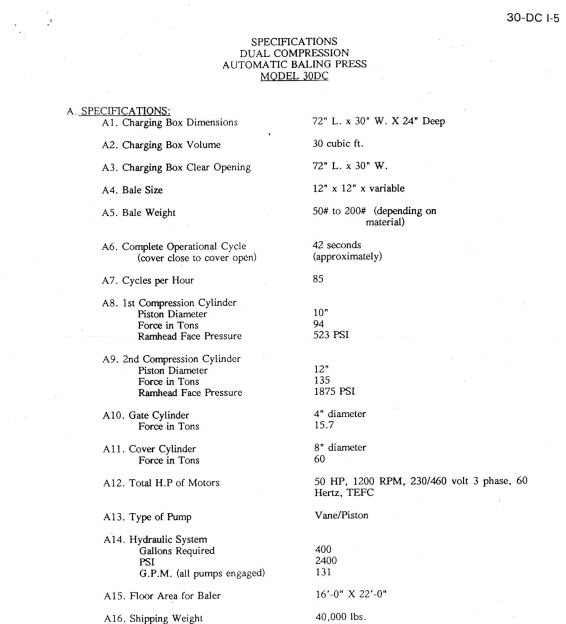 30-DC I-5
SPECIFICATIONS
DUAL COMPRESSION
AUTOMATIC BALING PRESS
MODEL 30DC
A. SPECIFICATIONS:
A1. Charging Box Dimensions 72" L. x 30" W. X 24" Deep
A2. Charging Box Volume 30 cubic ft.
A3. Charging Box Clear Opening 72" L. x 30" W.
A4. Bale Size 12" x 12" x variable
A5. Bale Weight 50# to 200# (depending on
material)
A6. Complete Operational Cycle 42 seconds
(cover close to cover open) (approximately)
A7. Cycles per Hour 85
A8. 1st Compression Cylinder
Piston Diameter 10"
Force in Tons 94
Ramhead Face Pressure 523 PSI
A9. 2nd Compression Cylinder
Piston Diameter 12"
Force in Tons 135
Ramhead Face Pressure 1875 PSI
A10. Gate Cylinder 4" diameter
Force in Tons 15.7
A11. Cover Cylinder 8" diameter
Force in Tons 60
A12. Total H.P of Motors 50 HP, 1200 RPM, 230/460 volt 3 phase, 60
Hertz, TEFC
A13. Type of Pump Vane/Piston
A14. Hydraulic System
Gallons Required 400
PSI 2400
G.P.M. (all pumps engaged) 131
A15. Floor Area for Baler 16'-0" X 22'-0"
A16. Shipping Weight 40,000 lbs.